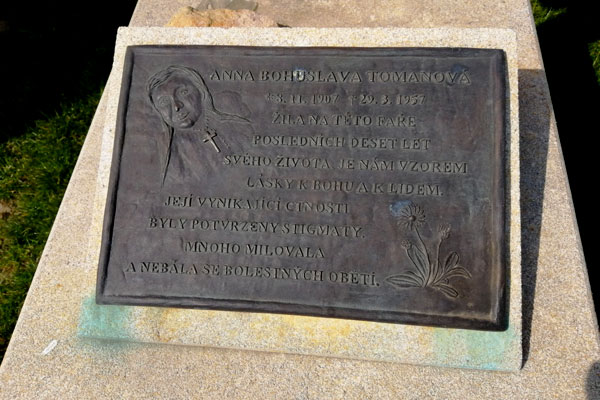 ANNA BOHUSLAVA TOMANOVÁ
*8. 11. 1907 †29. 3. 1957
ŽILA NA TÉTO FAŘE
POSLEDNÍCH DESET LET
SVÉHO ŽIVOTA. JE NÁM VZOREM
LÁSKY K BOHU A K LIDEM.
JEJÍ VYNIKAJÍCÍ CTNOSTI
BYLY POTVRZENY STIGMATY.
MNOHO MILOVALA
A NEBÁLA SE BOLESTNÝCH OBĚTÍ.